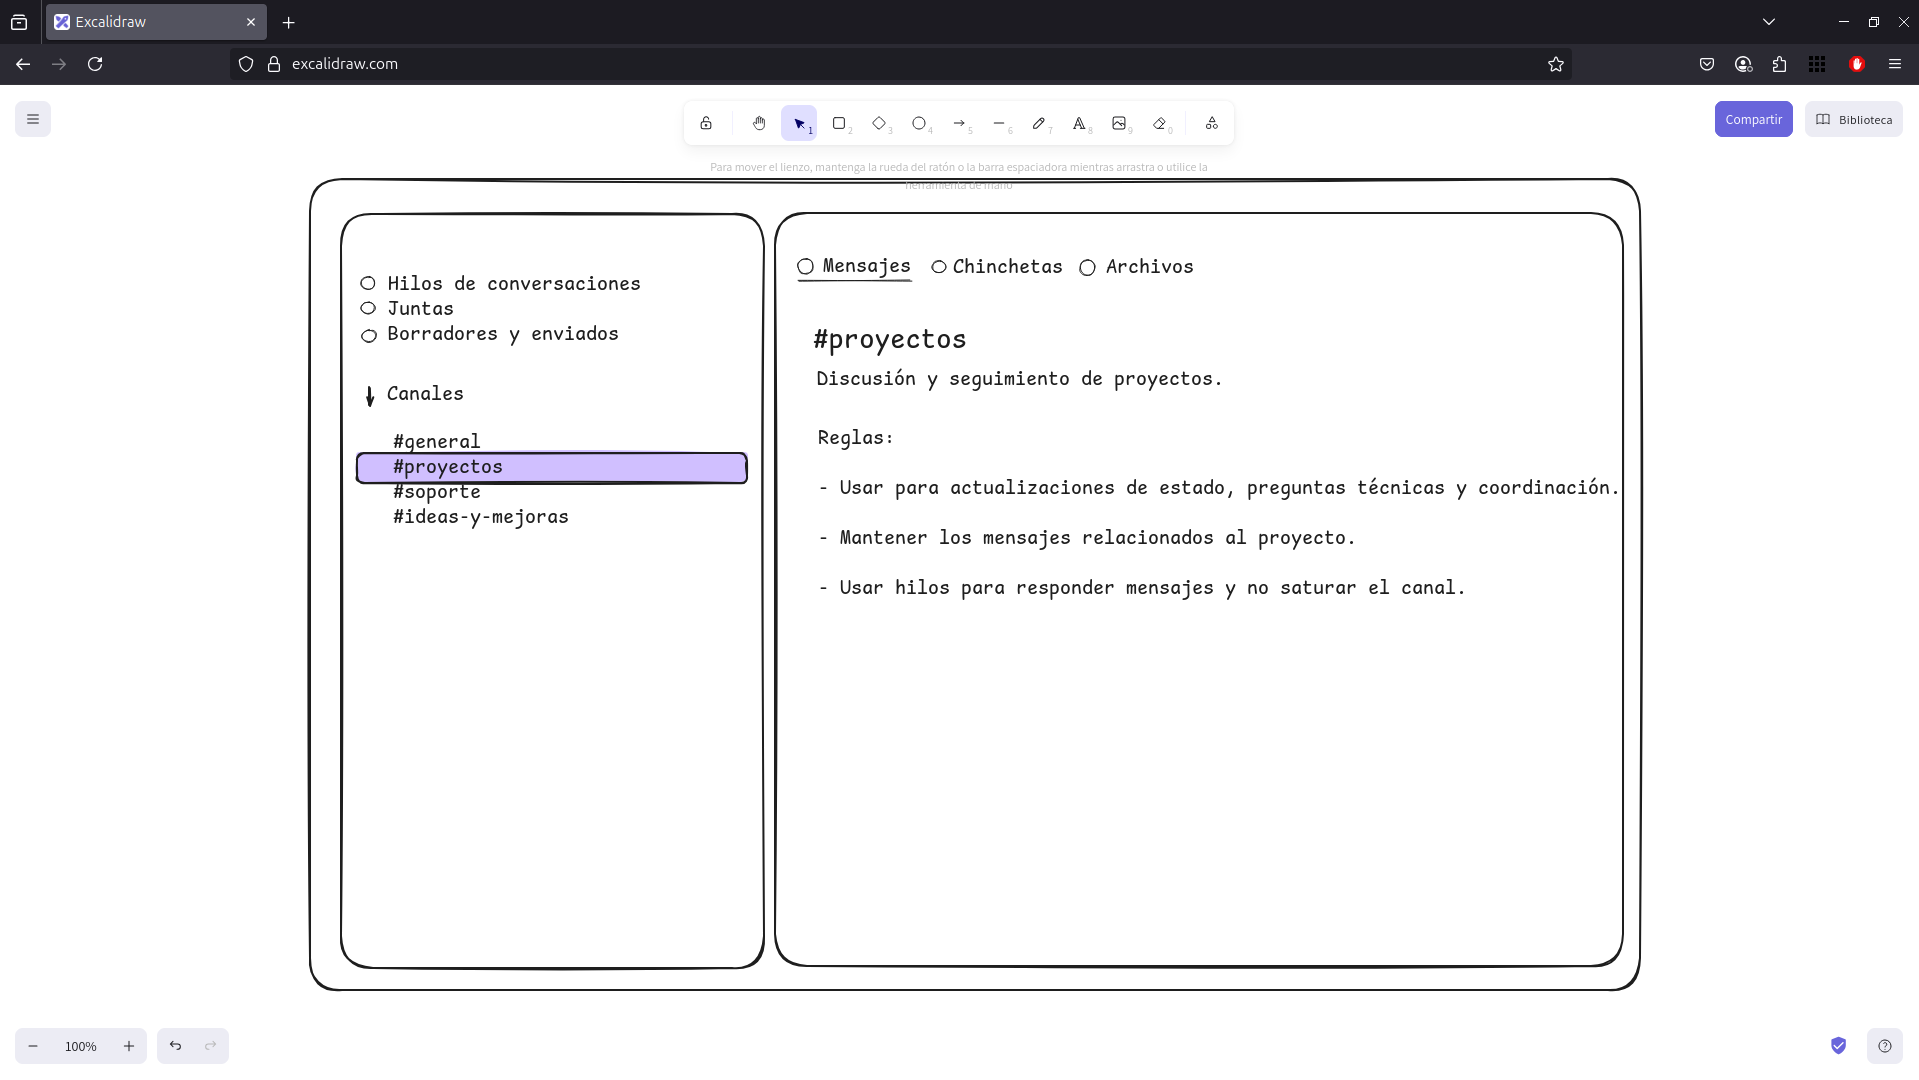 Excalidraw
excalidraw.com
1
2
3
4
5
6
7
8
9
0
Compartir
Biblioteca
Para mover el lienzo, mantenga la rueda del ratón o la barra espaciadora mientras arrastra o utilice la
herramienta de mano
Hilos de conversaciones
Juntas
Borradores y enviados
Canales
#general
#proyectos
#soporte
#ideas-y-mejoras
Mensajes Chinchetas Archivos
#proyectos
Discusión y seguimiento de proyectos.
Reglas:
- Usar para actualizaciones de estado, preguntas técnicas y coordinación.
- Mantener los mensajes relacionados al proyecto.
- Usar hilos para responder mensajes y no saturar el canal.
100%